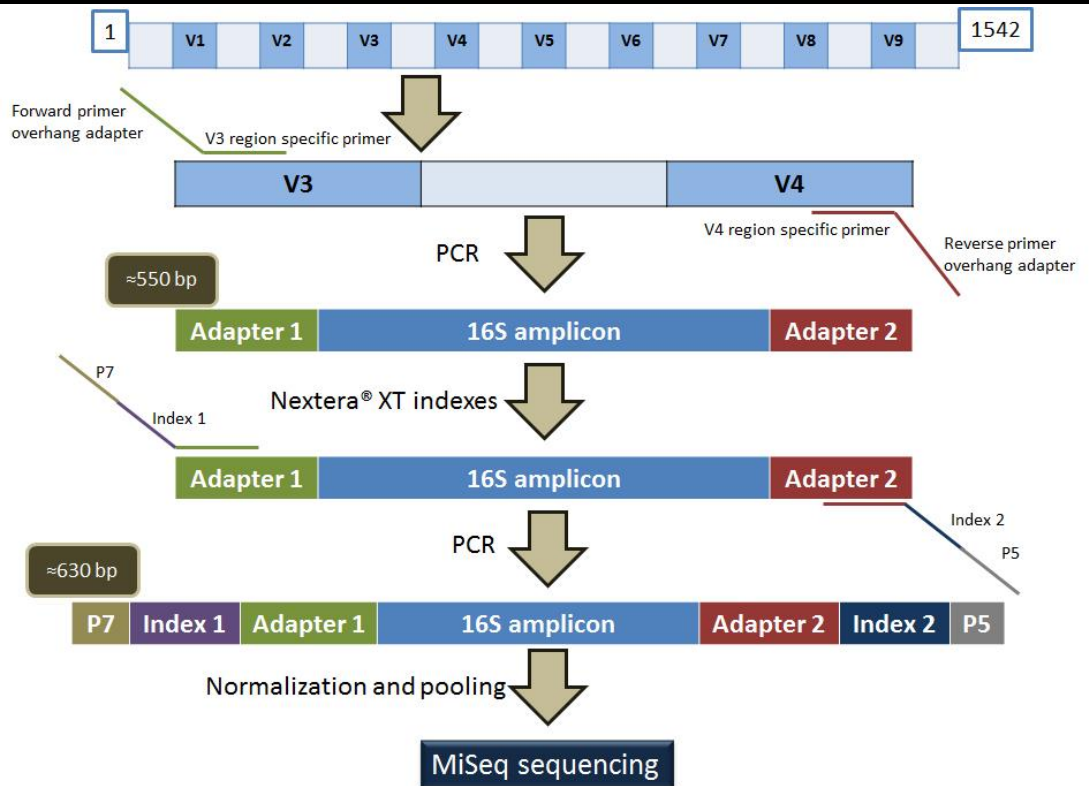 1
V1 V2 V3 V4 V5 V6 V7 V8 V9
1542
Forward primer
overhang adapter
V3 region specific primer
V3 V4
V4 region specific primer
Reverse primer
overhang adapter
PCR
≈550 bp
Adapter 1 16S amplicon Adapter 2
P7
Index 1
Nextera® XT indexes
Adapter 1 16S amplicon Adapter 2
Index 2
P5
PCR
≈630 bp
P7 Index 1 Adapter 1 16S amplicon Adapter 2 Index 2 P5
Normalization and pooling
MiSeq sequencing